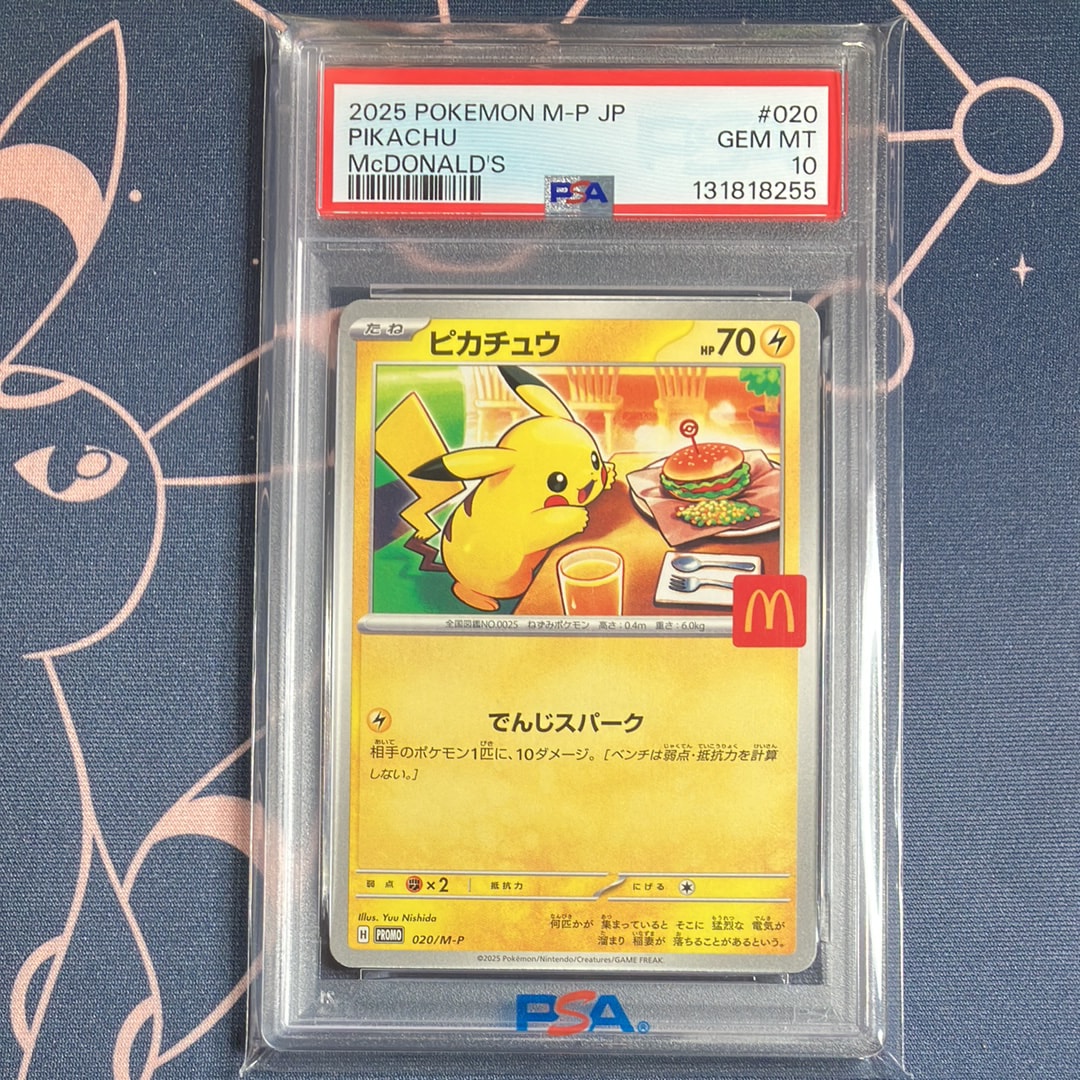 2025 POKEMON M-P JP #020
PIKACHU GEM MT
McDONALD'S 10
131818255
PSA
たね ピカチュウ HP 70
全国図鑑NO.0025 ねずみポケモン 高さ:0.4m 重さ:6.0kg
でんじスパーク
相手のポケモン1匹に、10ダメージ。[ベンチは弱点・抵抗力を計算
しない。]
弱点 ×2 抵抗力 にげる
Illus. Yuu Nishida
何匹かが 集まっていると そこに 猛烈な 電気が
溜まり 稲妻が 落ちることがあるという。
H PROMO 020/M-P
©2025 Pokémon/Nintendo/Creatures/GAME FREAK
PSA®